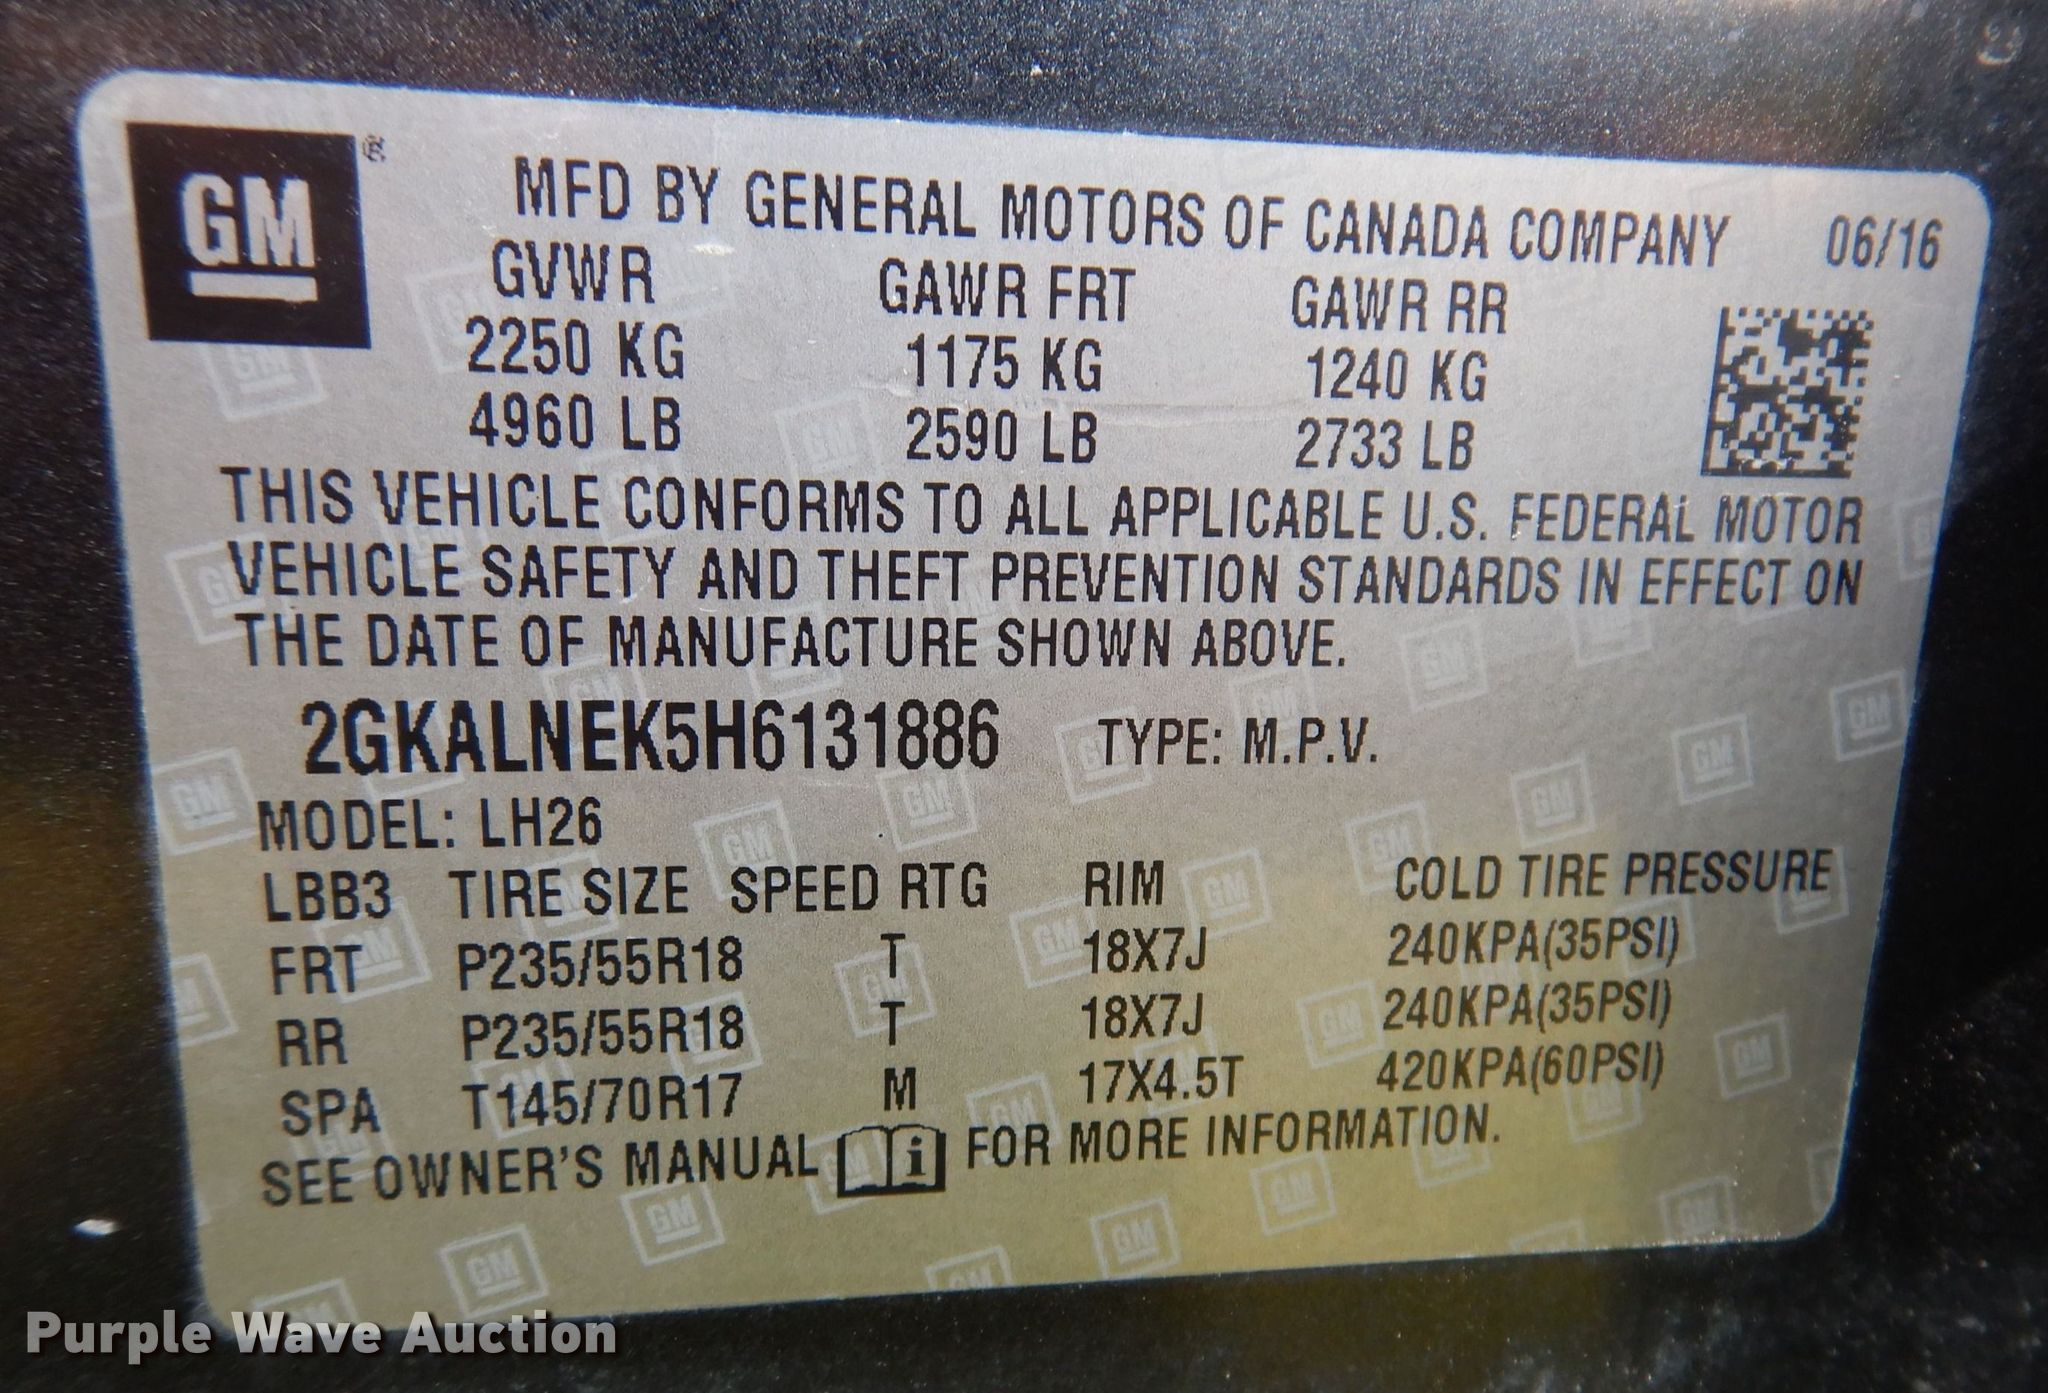 GM ®
MFD BY GENERAL MOTORS OF CANADA COMPANY 06/16
GVWR GAWR FRT GAWR RR
2250 KG 1175 KG 1240 KG
4960 LB 2590 LB 2733 LB
THIS VEHICLE CONFORMS TO ALL APPLICABLE U.S. FEDERAL MOTOR
VEHICLE SAFETY AND THEFT PREVENTION STANDARDS IN EFFECT ON
THE DATE OF MANUFACTURE SHOWN ABOVE.
2GKALNEK5H6131886 TYPE: M.P.V.
MODEL: LH26
LBB3 TIRE SIZE SPEED RTG RIM COLD TIRE PRESSURE
FRT P235/55R18 T 18X7J 240KPA(35PSI)
RR P235/55R18 T 18X7J 240KPA(35PSI)
SPA T145/70R17 M 17X4.5T 420KPA(60PSI)
SEE OWNER'S MANUAL i FOR MORE INFORMATION.
Purple Wave Auction